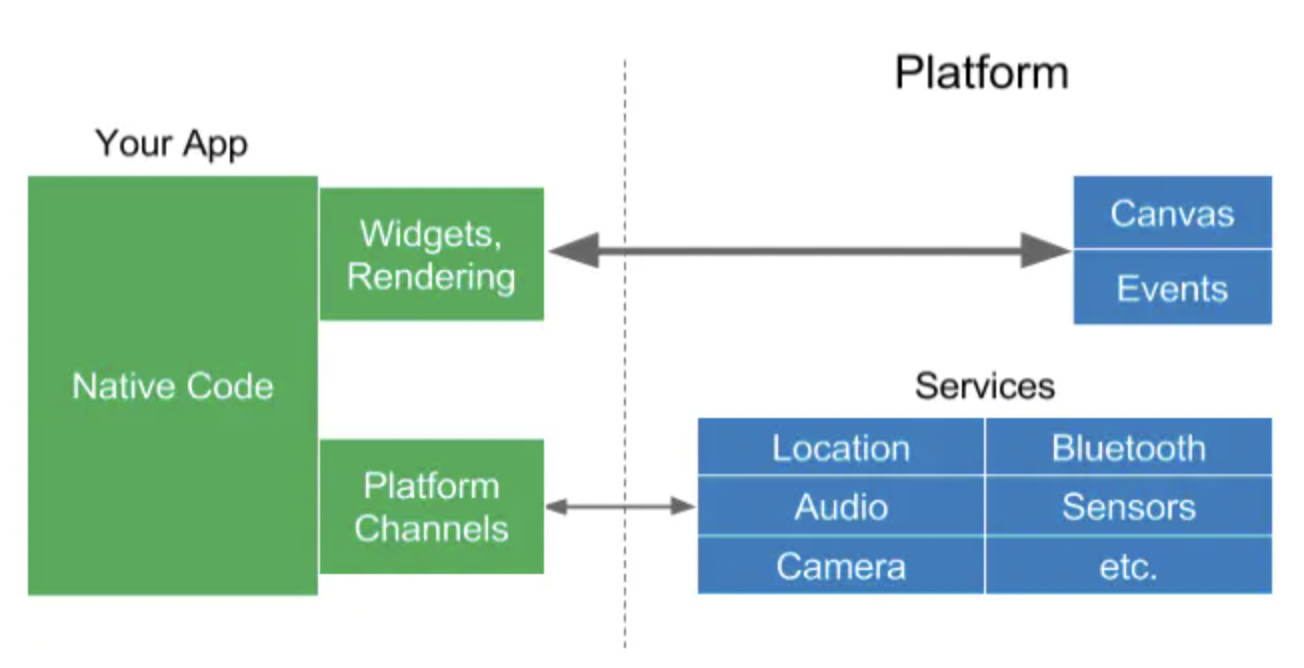 Platform
Your App
Native Code
Widgets,
Rendering
Canvas
Events
Platform
Channels
Services
Location
Bluetooth
Audio
Sensors
Camera
etc.